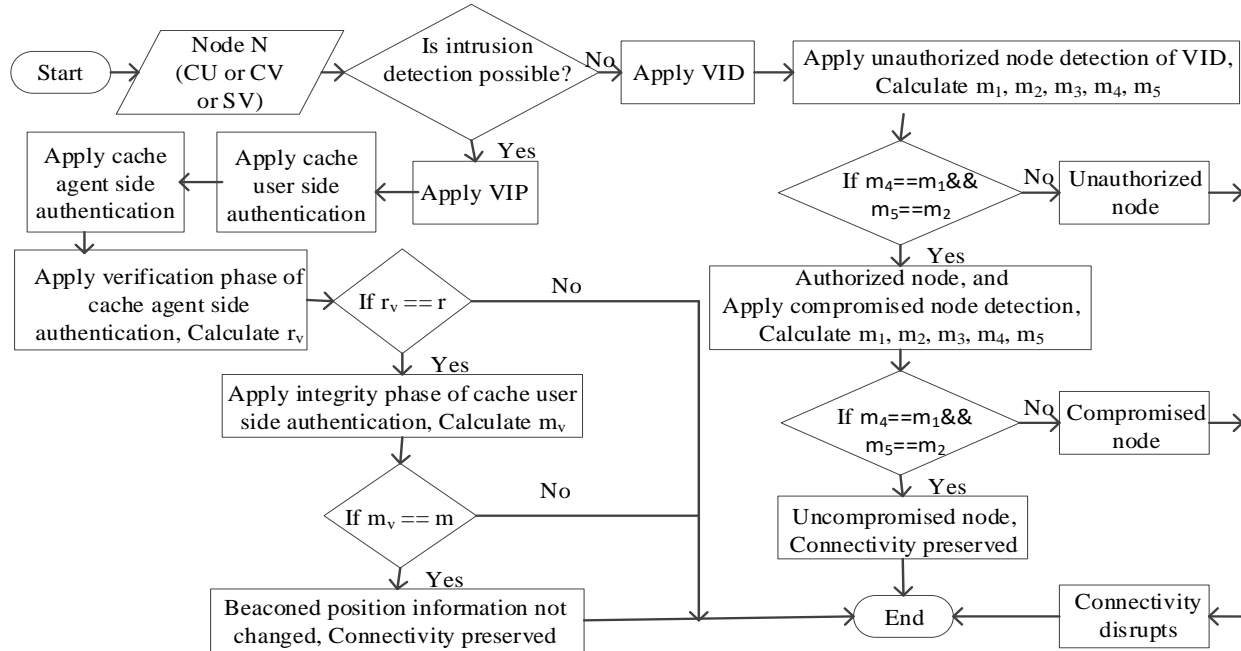 Start
Node N
(CU or CV
or SV)
Is intrusion
detection possible?
No
Apply VID
Apply unauthorized node detection of VID,
Calculate m₁, m₂, m₃, m₄, m₅
Yes
Apply VIP
Apply cache
user side
authentication
Apply cache
agent side
authentication
Apply verification phase of
cache agent side
authentication, Calculate rᵥ
If rᵥ == r
No
Yes
Apply integrity phase of cache user
side authentication, Calculate mᵥ
If mᵥ == m
No
Yes
Beaconed position information not
changed, Connectivity preserved
If m₄==m₁&&
m₅==m₂
No
Unauthorized
node
Yes
Authorized node, and
Apply compromised node detection,
Calculate m₁, m₂, m₃, m₄, m₅
If m₄==m₁&&
m₅==m₂
No
Compromised
node
Yes
Uncompromised node,
Connectivity preserved
End
Connectivity
disrupts